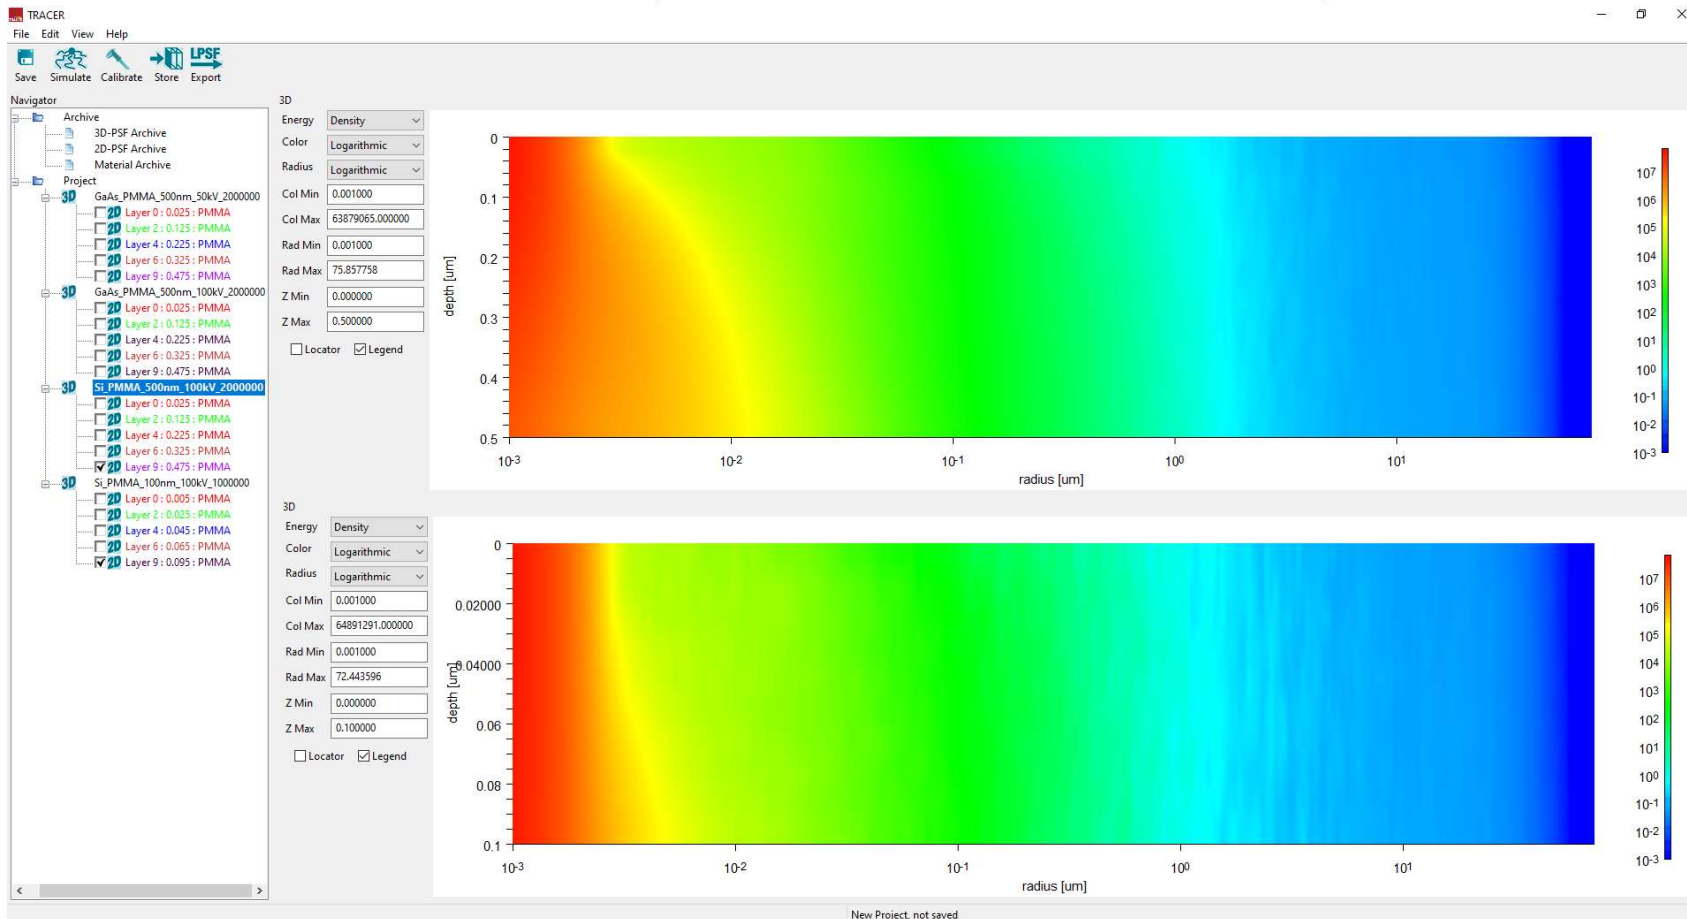 TRACER
File Edit View Help
LPSF
Save Simulate Calibrate Store Export
Navigator
Archive
3D-PSF Archive
2D-PSF Archive
Material Archive
Project
3D GaAs_PMMA_500nm_50kV_2000000
2D Layer 0 : 0.025 : PMMA
2D Layer 2 : 0.125 : PMMA
2D Layer 4 : 0.225 : PMMA
2D Layer 6 : 0.325 : PMMA
2D Layer 9 : 0.475 : PMMA
3D GaAs_PMMA_500nm_100kV_2000000
2D Layer 0 : 0.025 : PMMA
2D Layer 2 : 0.125 : PMMA
2D Layer 4 : 0.225 : PMMA
2D Layer 6 : 0.325 : PMMA
2D Layer 9 : 0.475 : PMMA
3D Si_PMMA_500nm_100kV_2000000
2D Layer 0 : 0.025 : PMMA
2D Layer 2 : 0.125 : PMMA
2D Layer 4 : 0.225 : PMMA
2D Layer 6 : 0.325 : PMMA
2D Layer 9 : 0.475 : PMMA
3D Si_PMMA_100nm_100kV_1000000
2D Layer 0 : 0.005 : PMMA
2D Layer 2 : 0.025 : PMMA
2D Layer 4 : 0.045 : PMMA
2D Layer 6 : 0.065 : PMMA
2D Layer 9 : 0.095 : PMMA
3D
Energy Density
Color Logarithmic
Radius Logarithmic
Col Min 0.001000
Col Max 63879065.000000
Rad Min 0.001000
Rad Max 75.857758
Z Min 0.000000
Z Max 0.500000
Locator Legend
depth [um]
0
0.1
0.2
0.3
0.4
0.5
10-3 10-2 10-1 100 101
radius [um]
107
106
105
104
103
102
101
100
10-1
10-2
10-3
3D
Energy Density
Color Logarithmic
Radius Logarithmic
Col Min 0.001000
Col Max 64891291.000000
Rad Min 0.001000
Rad Max 72.443596
Z Min 0.000000
Z Max 0.100000
Locator Legend
depth [um]
0
0.02000
0.04000
0.06
0.08
0.1
10-3 10-2 10-1 100 101
radius [um]
107
106
105
104
103
102
101
100
10-1
10-2
10-3
New Project, not saved